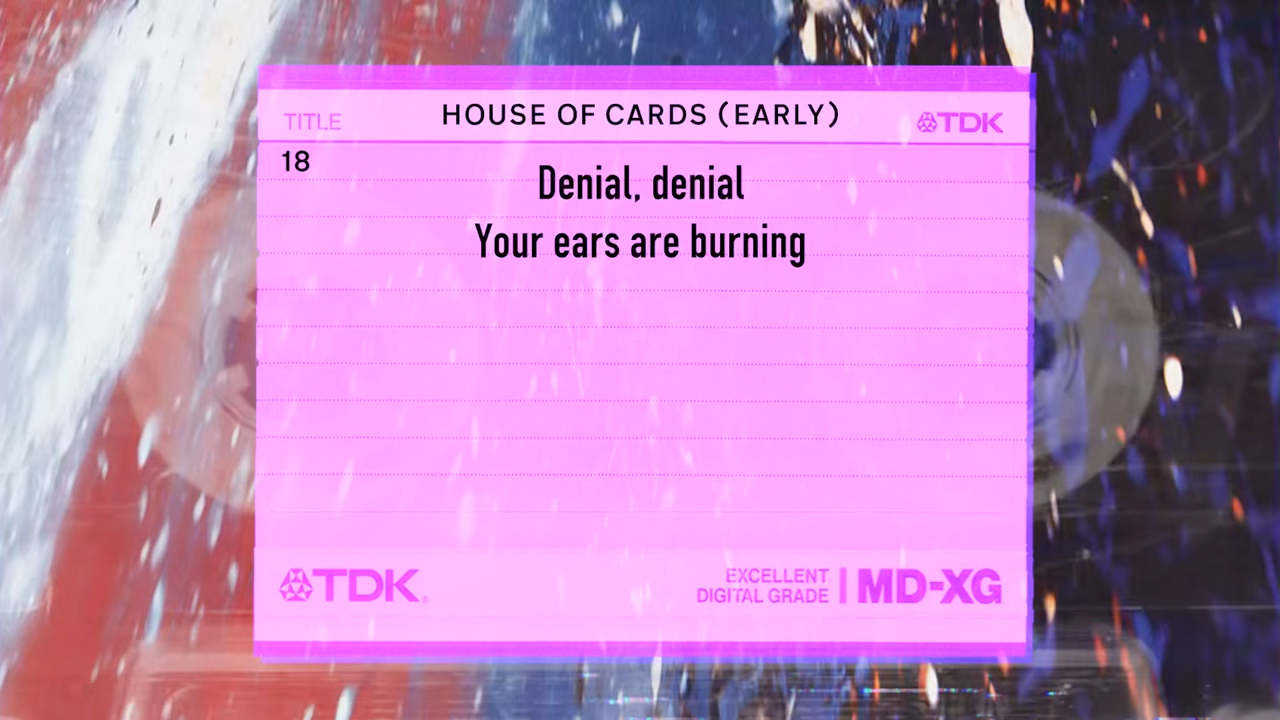 TITLE
HOUSE OF CARDS (EARLY)
TDK
18
Denial, denial
Your ears are burning
TDK
EXCELLENT
DIGITAL GRADE
MD-XG